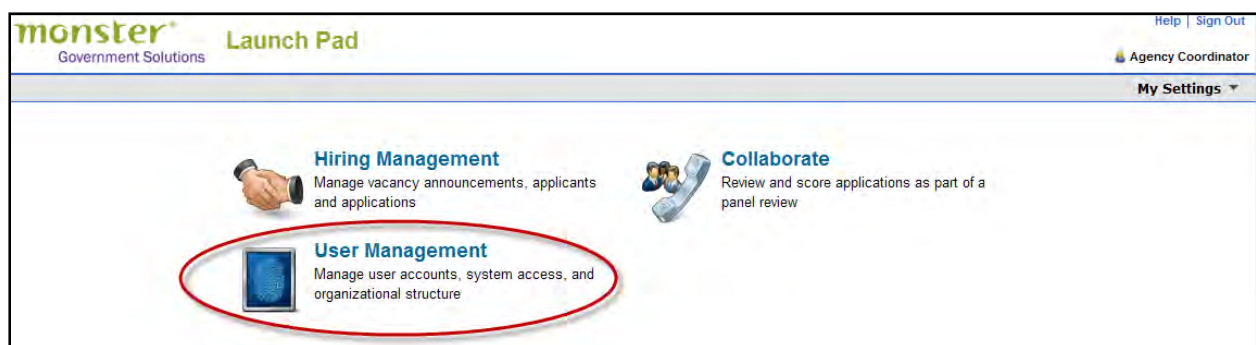 monster
Government Solutions
Launch Pad
Help | Sign Out
Agency Coordinator
My Settings
Hiring Management
Manage vacancy announcements, applicants
and applications
Collaborate
Review and score applications as part of a
panel review
User Management
Manage user accounts, system access, and
organizational structure